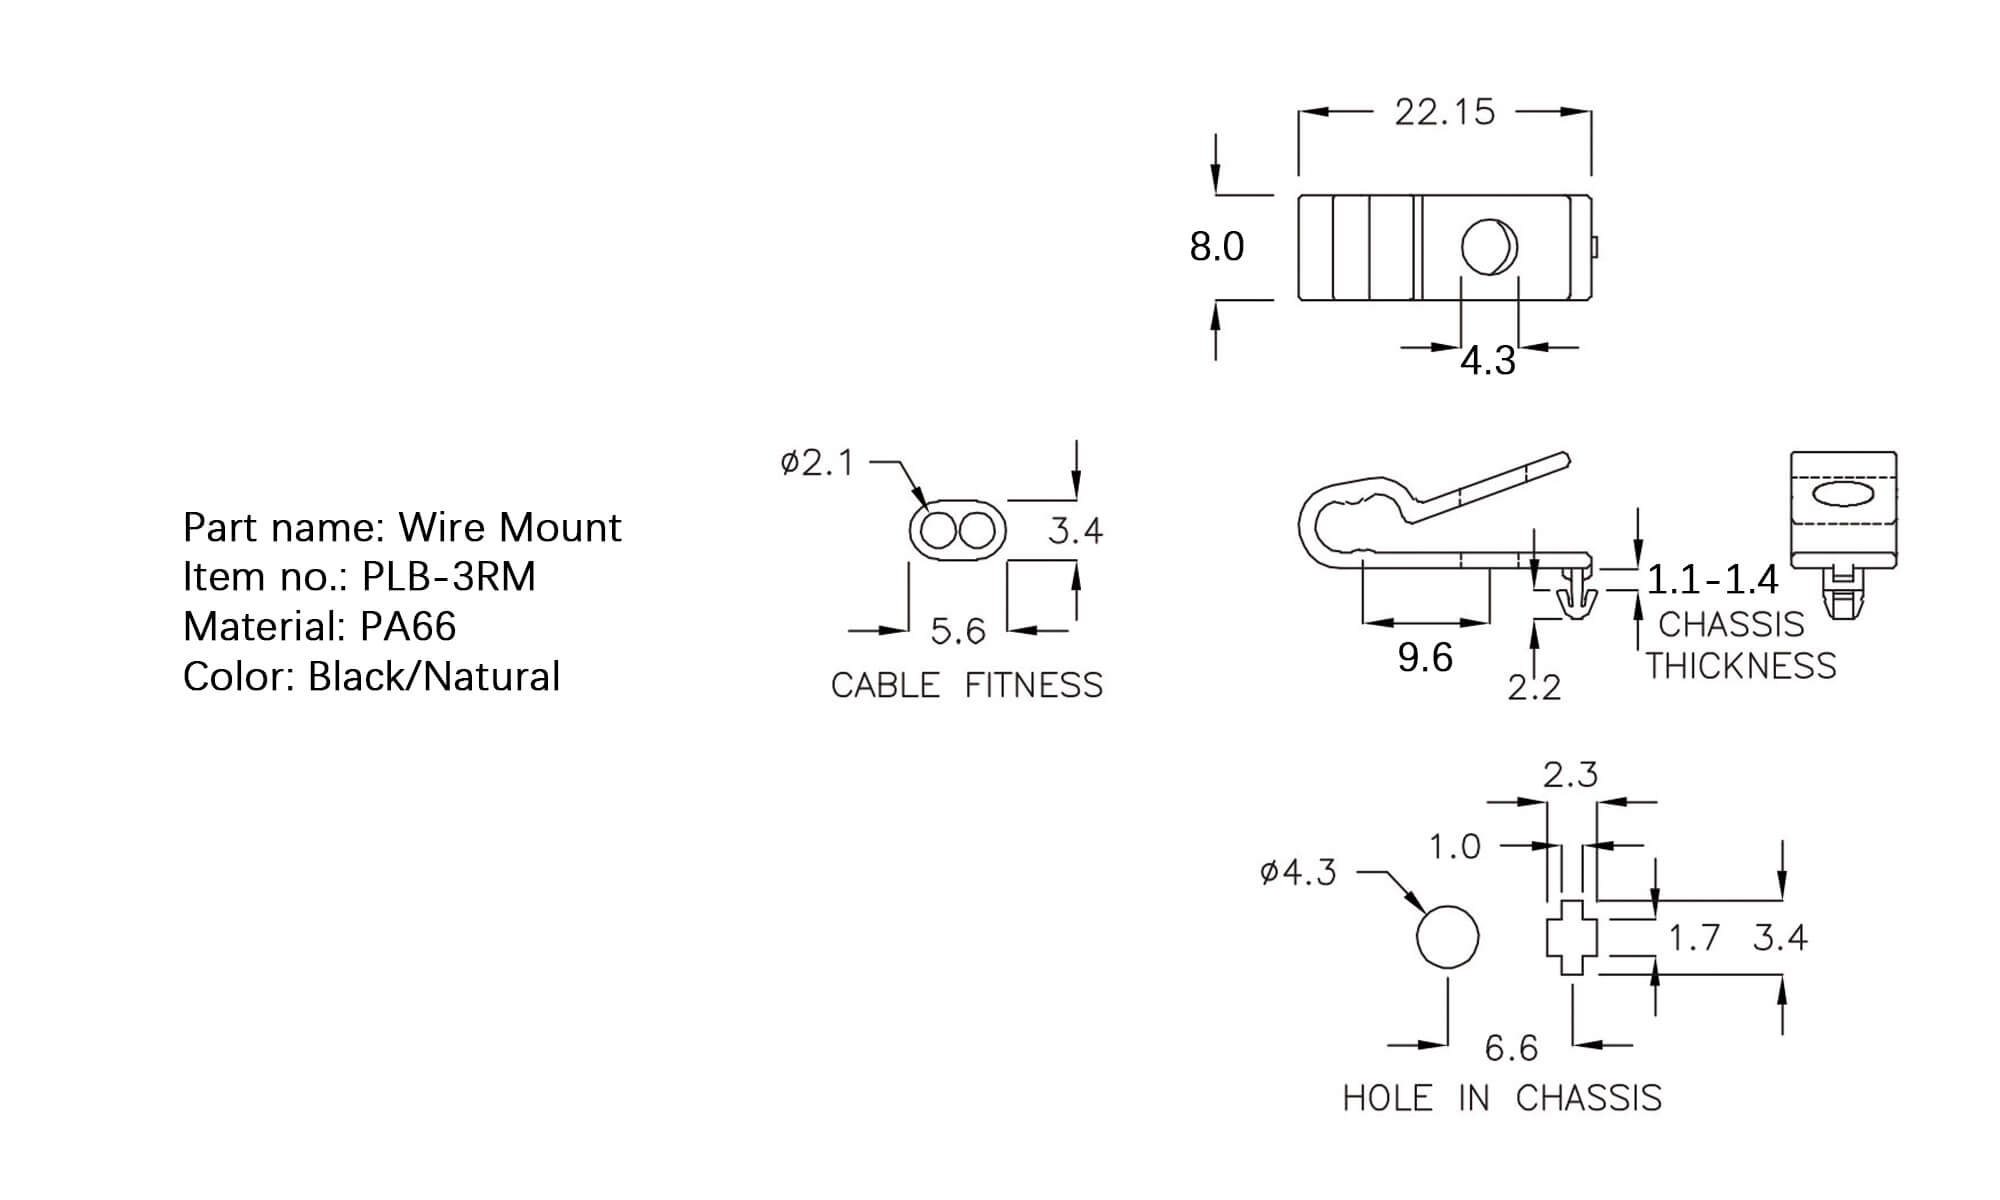 22.15
8.0
4.3
Part name: Wire Mount
Item no.: PLB-3RM
Material: PA66
Color: Black/Natural
ø2.1
3.4
5.6
CABLE FITNESS
1.1-1.4
CHASSIS
THICKNESS
9.6
2.2
2.3
1.0
ø4.3
1.7 3.4
6.6
HOLE IN CHASSIS